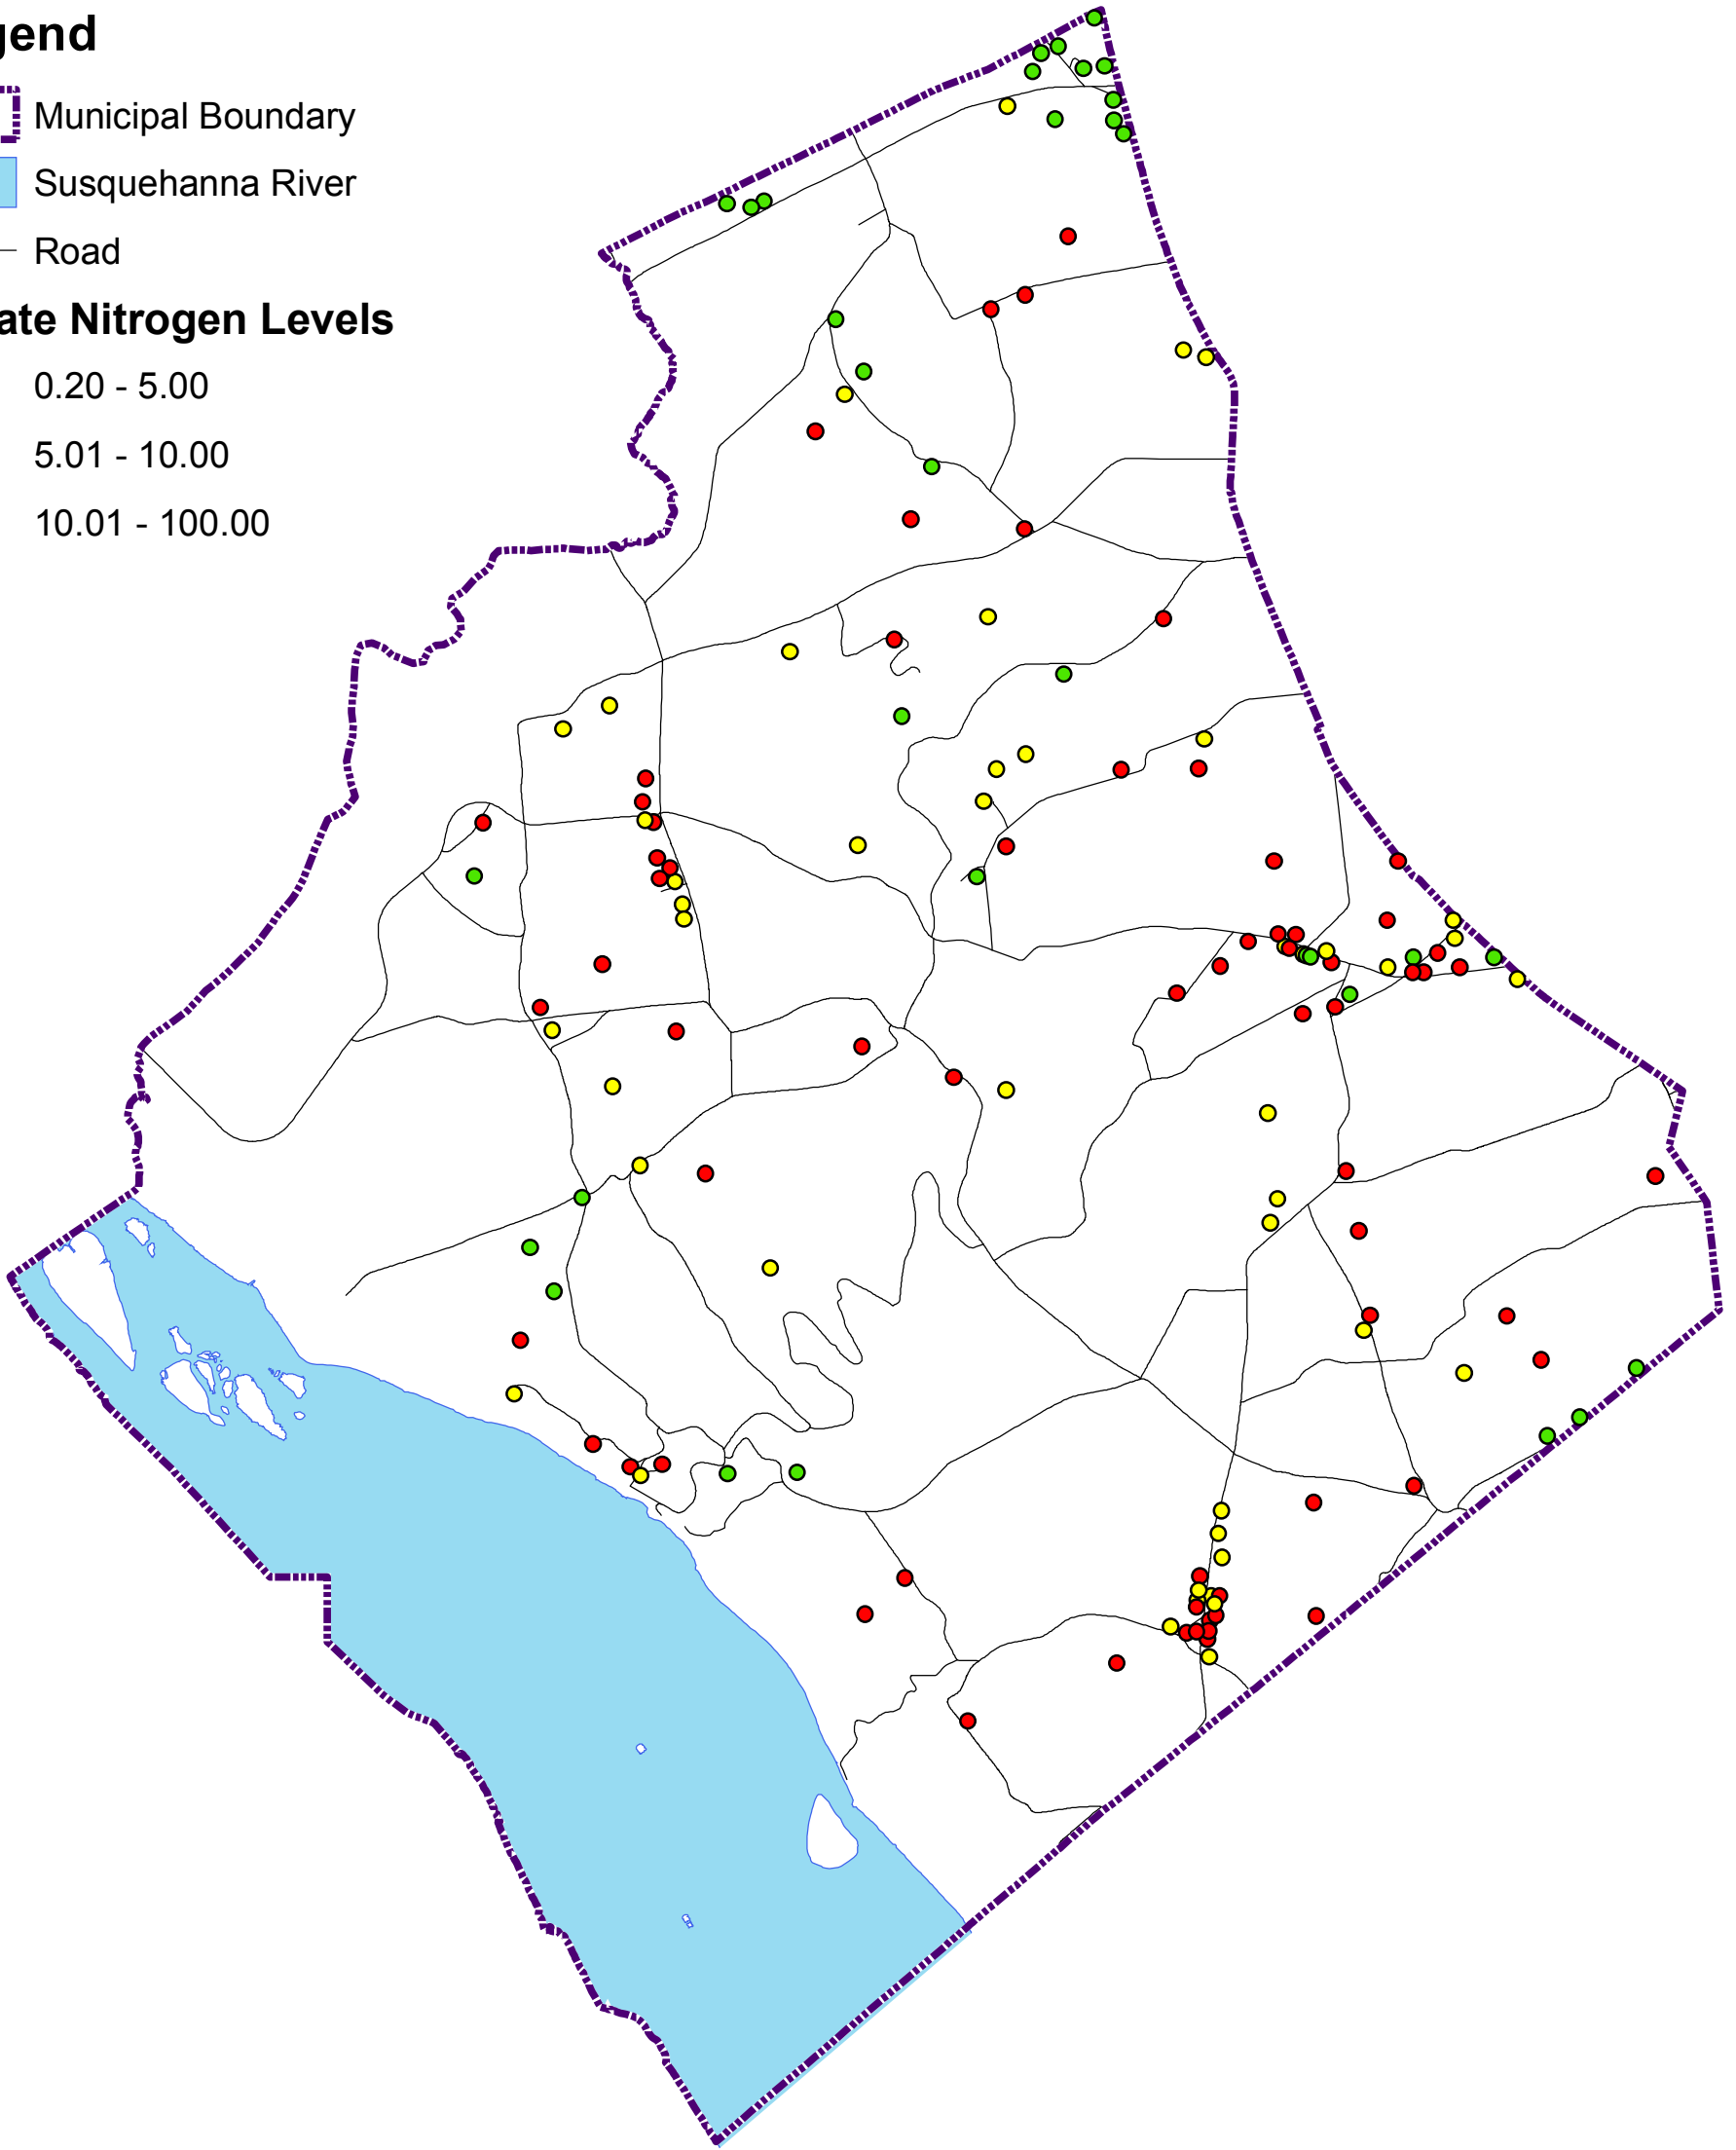 gend
Municipal Boundary
Susquehanna River
Road
ate Nitrogen Levels
0.20 - 5.00
5.01 - 10.00
10.01 - 100.00